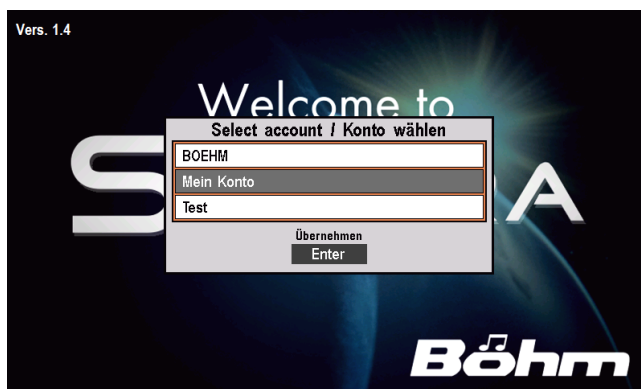 Vers. 1.4
Welcome to
Select account / Konto wählen
BOEHM
Mein Konto
Test
Übernehmen
Enter
Böhm